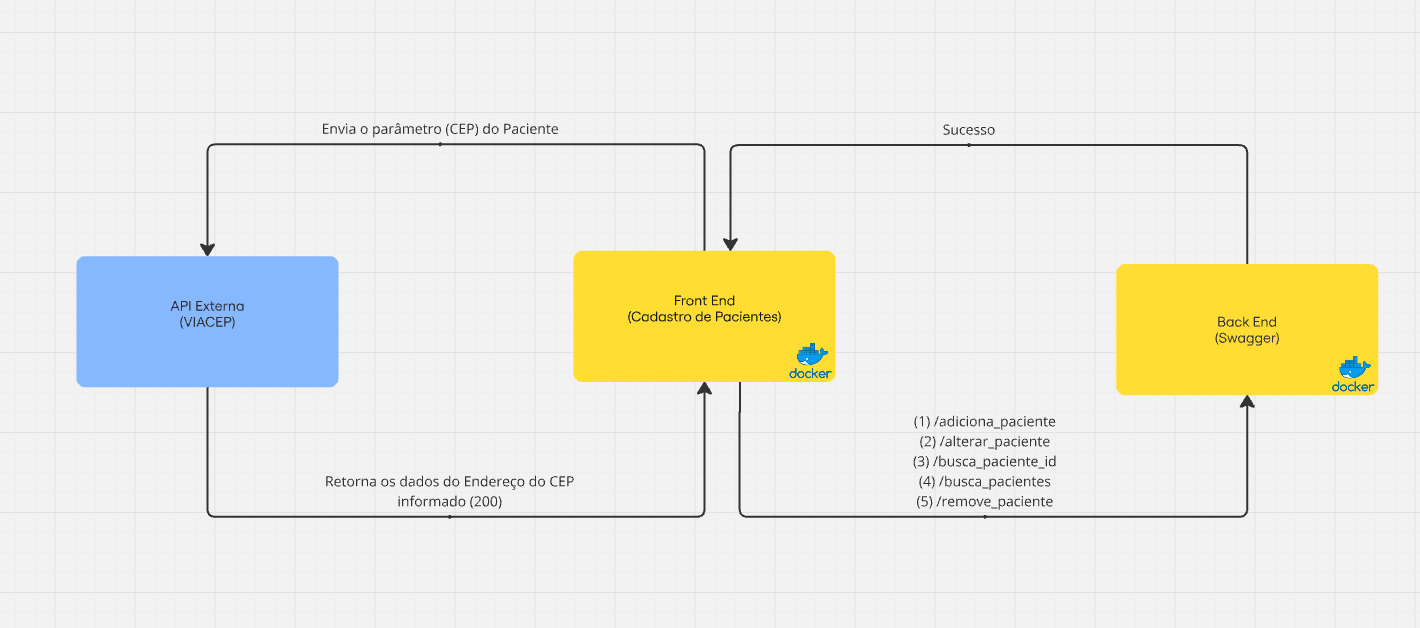 Envia o parâmetro (CEP) do Paciente
Sucesso
API Externa
(VIACEP)
Front End
(Cadastro de Pacientes)
docker
Back End
(Swagger)
docker
Retorna os dados do Endereço do CEP
informado (200)
(1) /adiciona_paciente
(2) /alterar_paciente
(3) /busca_paciente_id
(4) /busca_pacientes
(5) /remove_paciente